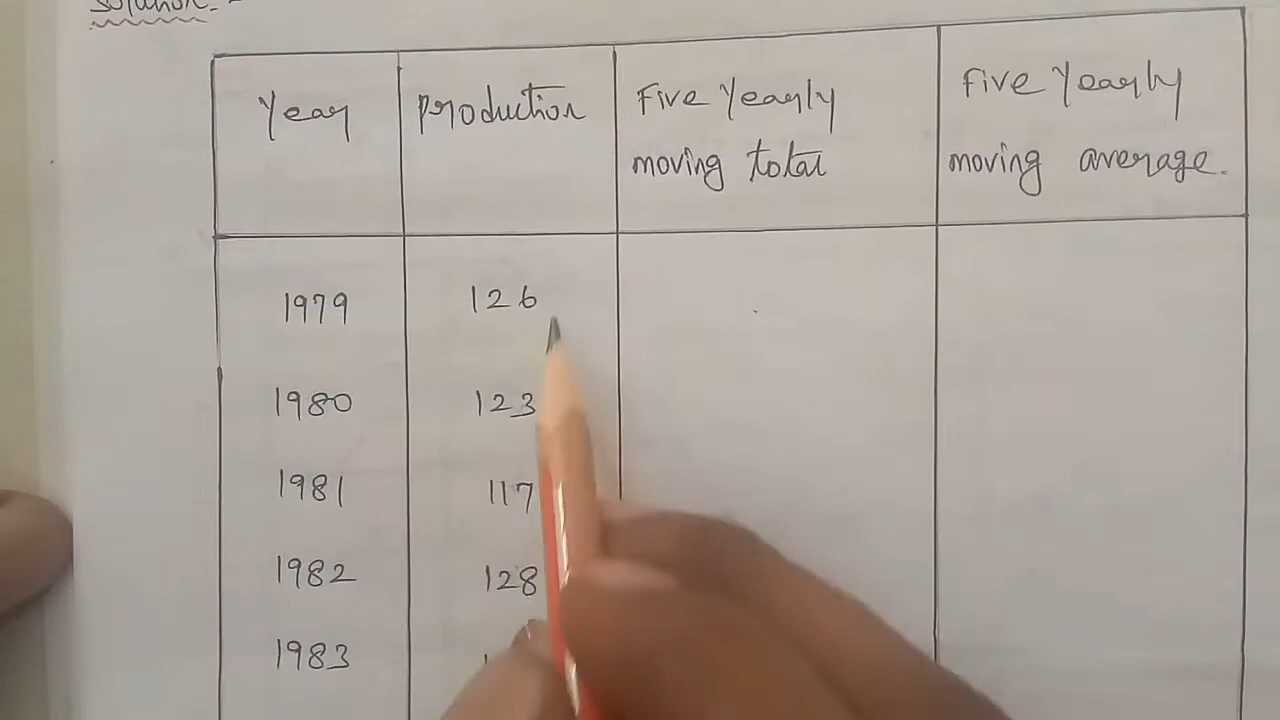 Solution. -
Year Production Five Yearly moving total Five Yearly moving average.
1979 126
1980 123
1981 117
1982 128
1983